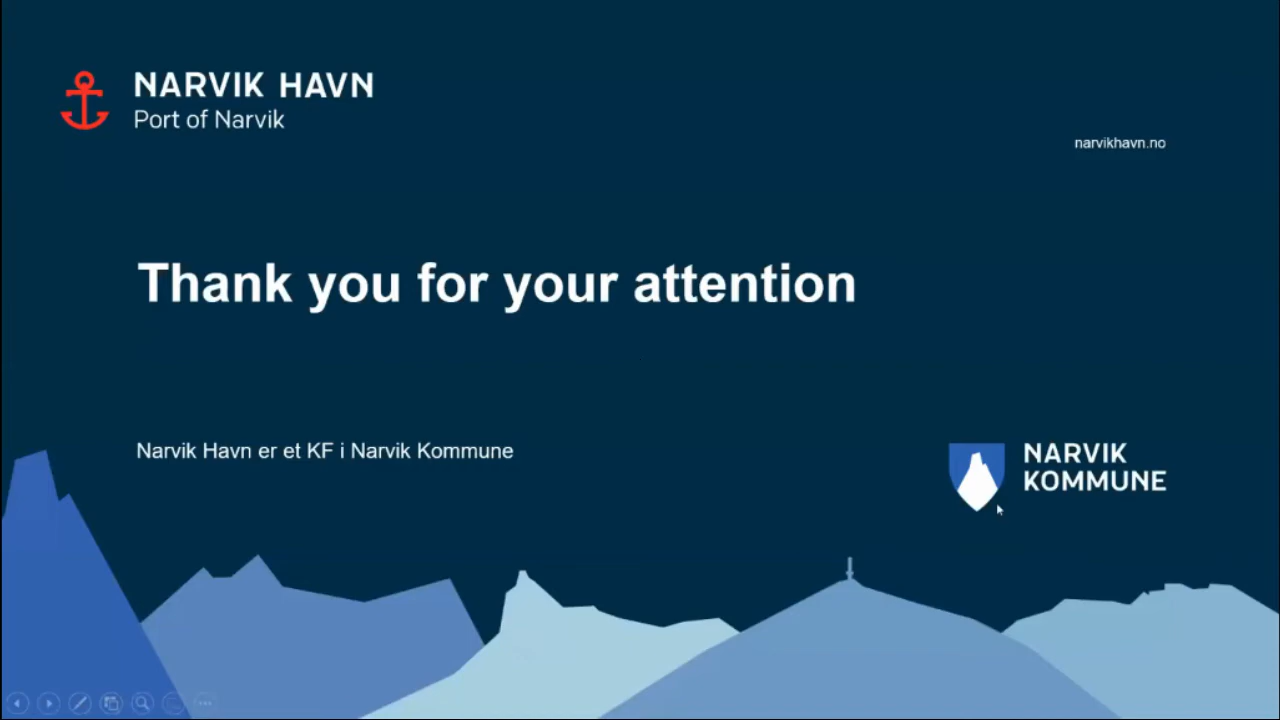 NARVIK HAVN
Port of Narvik
narvikhavn.no
Thank you for your attention
Narvik Havn er et KF i Narvik Kommune
NARVIK
KOMMUNE